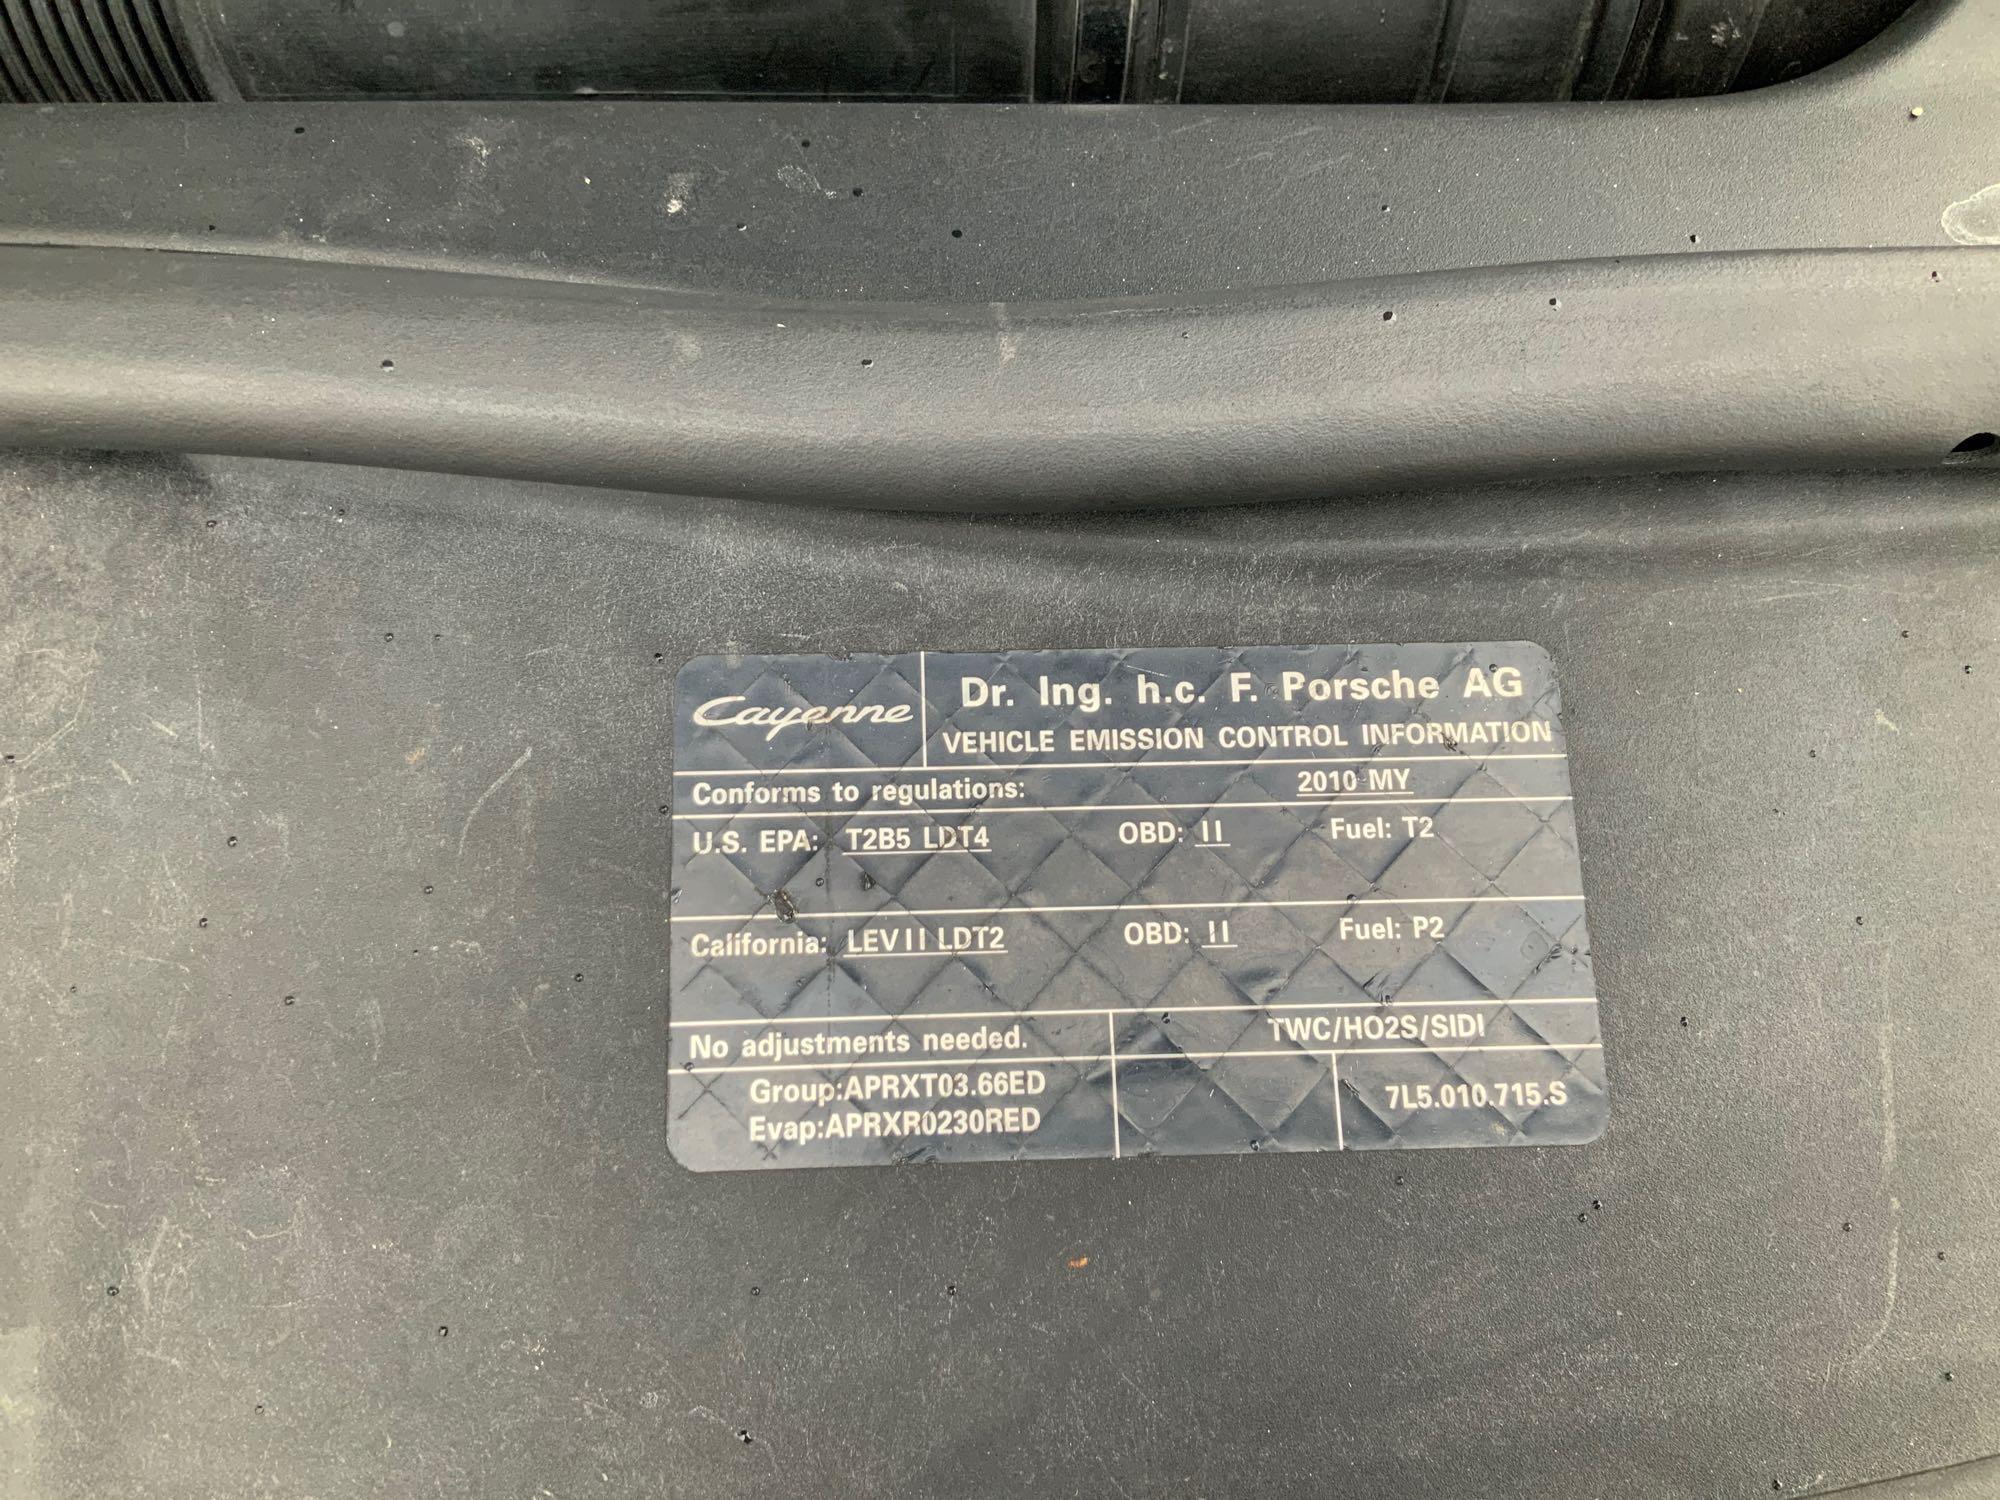 Cayenne
Dr. Ing. h.c. F. Porsche AG
VEHICLE EMISSION CONTROL INFORMATION
Conforms to regulations: 2010 MY
U.S. EPA: T2B5 LDT4 OBD: II Fuel: T2
California: LEVII LDT2 OBD: II Fuel: P2
No adjustments needed. TWC/HO2S/SIDI
Group:APRXT03.66ED
Evap:APRXR0230RED
7L5.010.715.S